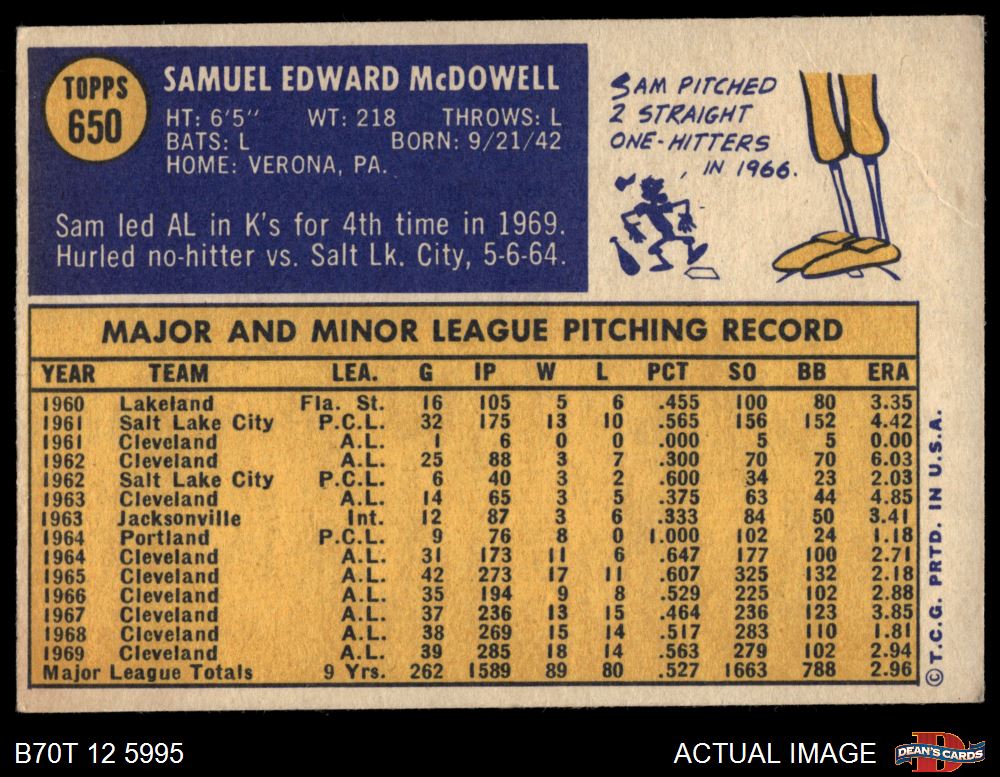 TOPPS
650
SAMUEL EDWARD McDOWELL
HT: 6'5" WT: 218 THROWS: L
BATS: L BORN: 9/21/42
HOME: VERONA, PA.
Sam led AL in K's for 4th time in 1969.
Hurled no-hitter vs. Salt Lk. City, 5-6-64.
SAM PITCHED
2 STRAIGHT
ONE-HITTERS
IN 1966.
MAJOR AND MINOR LEAGUE PITCHING RECORD
YEAR TEAM LEA. G IP W L PCT SO BB ERA
1960 Lakeland Fla. St. 16 105 5 6 .455 100 80 3.35
1961 Salt Lake City P.C.L. 32 175 13 10 .565 156 152 4.42
1961 Cleveland A.L. 1 6 0 0 .000 5 5 0.00
1962 Cleveland A.L. 25 88 3 7 .300 70 70 6.03
1962 Salt Lake City P.C.L. 6 40 3 2 .600 34 23 2.03
1963 Cleveland A.L. 14 65 3 5 .375 63 44 4.85
1963 Jacksonville Int. 12 87 3 6 .333 84 50 3.41
1964 Portland P.C.L. 9 76 8 0 1.000 102 24 1.18
1964 Cleveland A.L. 31 173 11 6 .647 177 100 2.71
1965 Cleveland A.L. 42 273 17 11 .607 325 132 2.18
1966 Cleveland A.L. 35 194 9 8 .529 225 102 2.88
1967 Cleveland A.L. 37 236 13 15 .464 236 123 3.85
1968 Cleveland A.L. 38 269 15 14 .517 283 110 1.81
1969 Cleveland A.L. 39 285 18 14 .563 279 102 2.94
Major League Totals 9 Yrs. 262 1589 89 80 .527 1663 788 2.96
© T.C.G. PRTD. IN U.S.A.
B70T 12 5995
ACTUAL IMAGE
DEAN'S CARDS